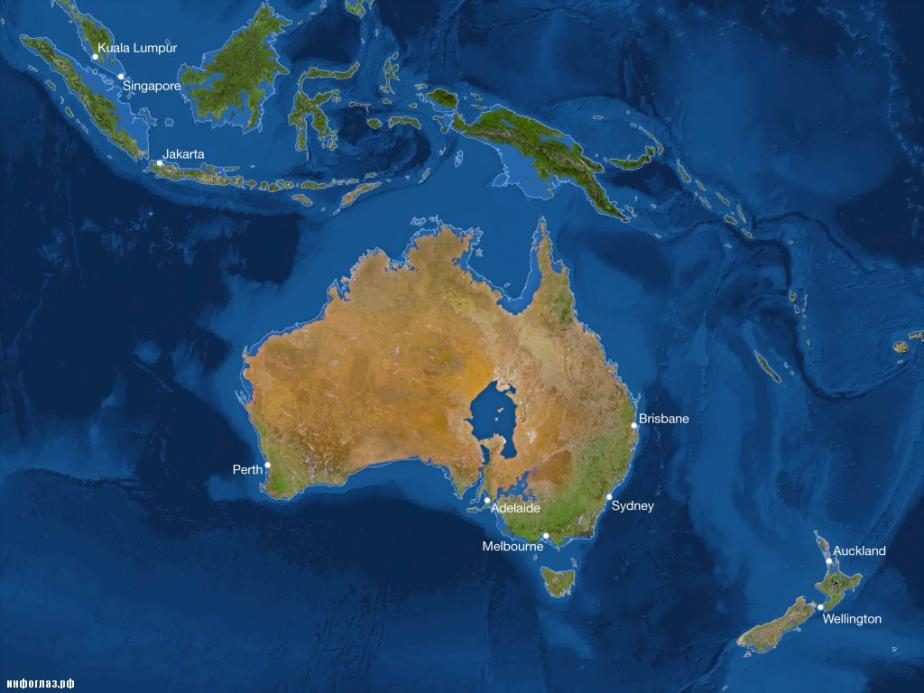 Kuala Lumpur
Singapore
Jakarta
Brisbane
Perth
Adelaide
Sydney
Melbourne
Auckland
Wellington
инфоглаз.рф